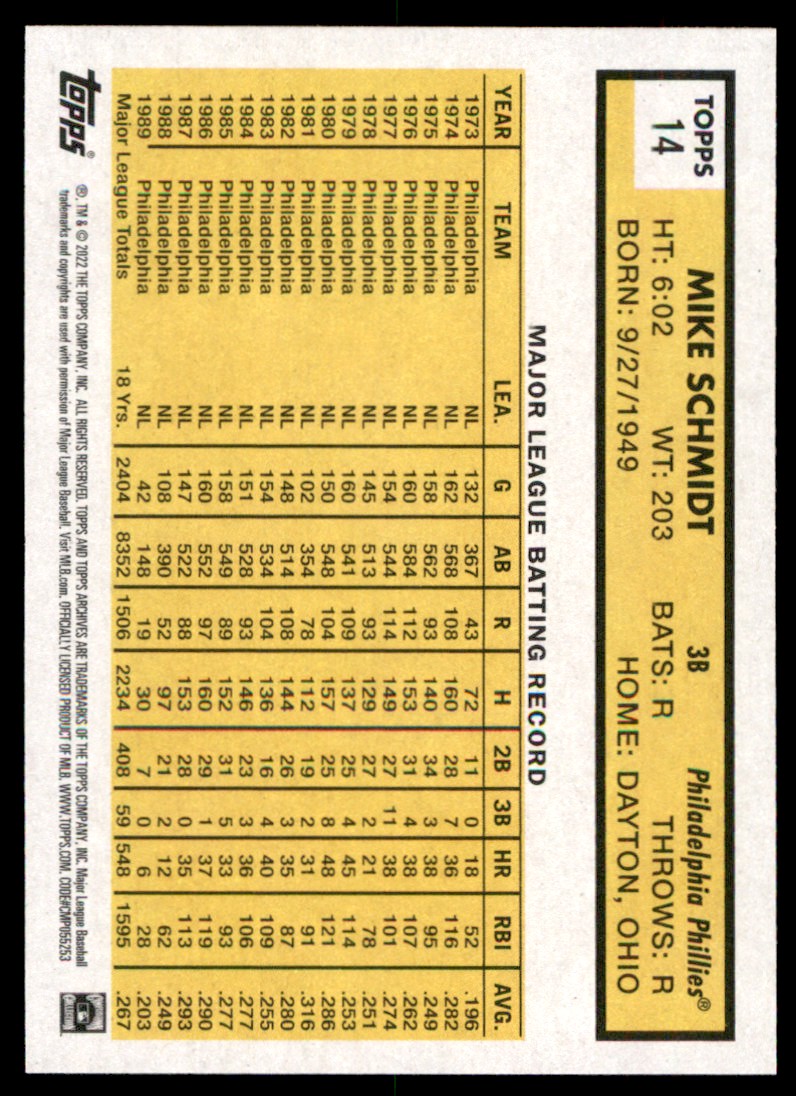 TOPPS
14
MIKE SCHMIDT 3B Philadelphia Phillies®
HT: 6:02 WT: 203 BATS: R THROWS: R
BORN: 9/27/1949 HOME: DAYTON, OHIO
MAJOR LEAGUE BATTING RECORD
YEAR TEAM LEA. G AB R H 2B 3B HR RBI AVG.
1973 Philadelphia NL 132 367 43 72 11 0 18 52 .196
1974 Philadelphia NL 162 568 108 160 28 7 36 116 .282
1975 Philadelphia NL 158 562 93 140 34 3 38 95 .249
1976 Philadelphia NL 160 584 112 153 31 4 38 107 .262
1977 Philadelphia NL 154 544 114 149 27 11 38 101 .274
1978 Philadelphia NL 145 513 93 129 27 2 21 78 .251
1979 Philadelphia NL 160 541 109 137 25 4 45 114 .253
1980 Philadelphia NL 150 548 104 157 25 8 48 121 .286
1981 Philadelphia NL 102 354 78 112 19 2 31 91 .316
1982 Philadelphia NL 148 514 108 144 26 3 35 87 .280
1983 Philadelphia NL 154 534 104 136 16 4 40 109 .255
1984 Philadelphia NL 151 528 93 146 23 3 36 106 .277
1985 Philadelphia NL 158 549 89 152 31 5 33 93 .277
1986 Philadelphia NL 160 552 97 160 29 1 37 119 .290
1987 Philadelphia NL 147 522 88 153 28 0 35 113 .293
1988 Philadelphia NL 108 390 52 97 21 2 12 62 .249
1989 Philadelphia NL 42 148 19 30 7 0 6 28 .203
Major League Totals 18 Yrs. 2404 8352 1506 2234 408 59 548 1595 .267
topps®
®, TM & © 2022 THE TOPPS COMPANY, INC. ALL RIGHTS RESERVED. TOPPS AND TOPPS ARCHIVES ARE TRADEMARKS OF THE TOPPS COMPANY, INC. Major League Baseball
trademarks and copyrights are used with permission of Major League Baseball. Visit MLB.com. OFFICIALLY LICENSED PRODUCT OF MLB. WWW.TOPPS.COM. CODE#CMP055253